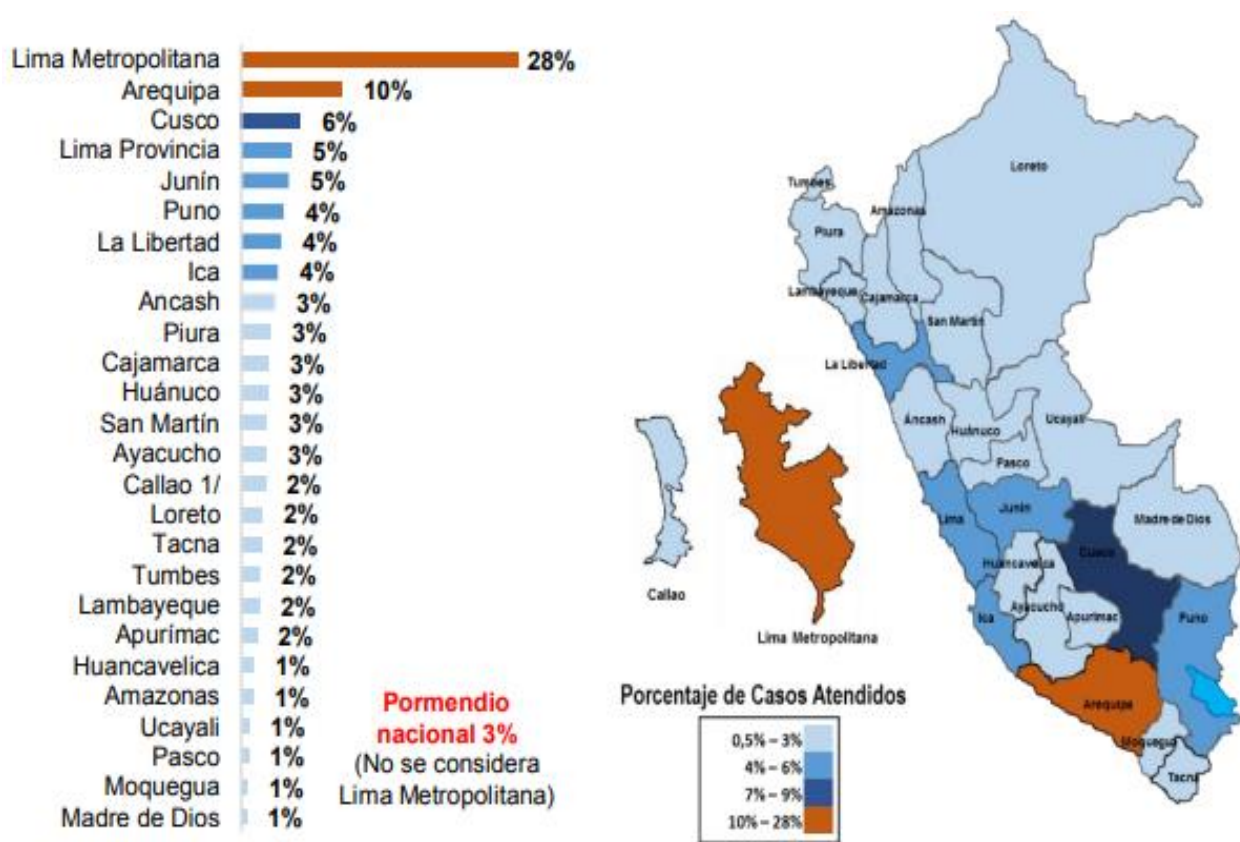 Lima Metropolitana 28%
Arequipa 10%
Cusco 6%
Lima Provincia 5%
Junín 5%
Puno 4%
La Libertad 4%
Ica 4%
Ancash 3%
Piura 3%
Cajamarca 3%
Huánuco 3%
San Martín 3%
Ayacucho 3%
Callao 1/ 2%
Loreto 2%
Tacna 2%
Tumbes 2%
Lambayeque 2%
Apurímac 2%
Huancavelica 1%
Amazonas 1%
Ucayali 1%
Pasco 1%
Moquegua 1%
Madre de Dios 1%
Pormendio
nacional 3%
(No se considera
Lima Metropolitana)
Loreto
Tumbes
Amazonas
Piura
Lambayeque
Cajamarca
San Martín
La Libertad
Áncash
Huánuco
Ucayali
Pasco
Lima
Junín
Madre de Dios
Cusco
Huancavelica
Ayacucho
Apurímac
Ica
Puno
Arequipa
Moquegua
Tacna
Callao
Lima Metropolitana
Porcentaje de Casos Atendidos
0,5% – 3%
4% – 6%
7% – 9%
10% – 28%